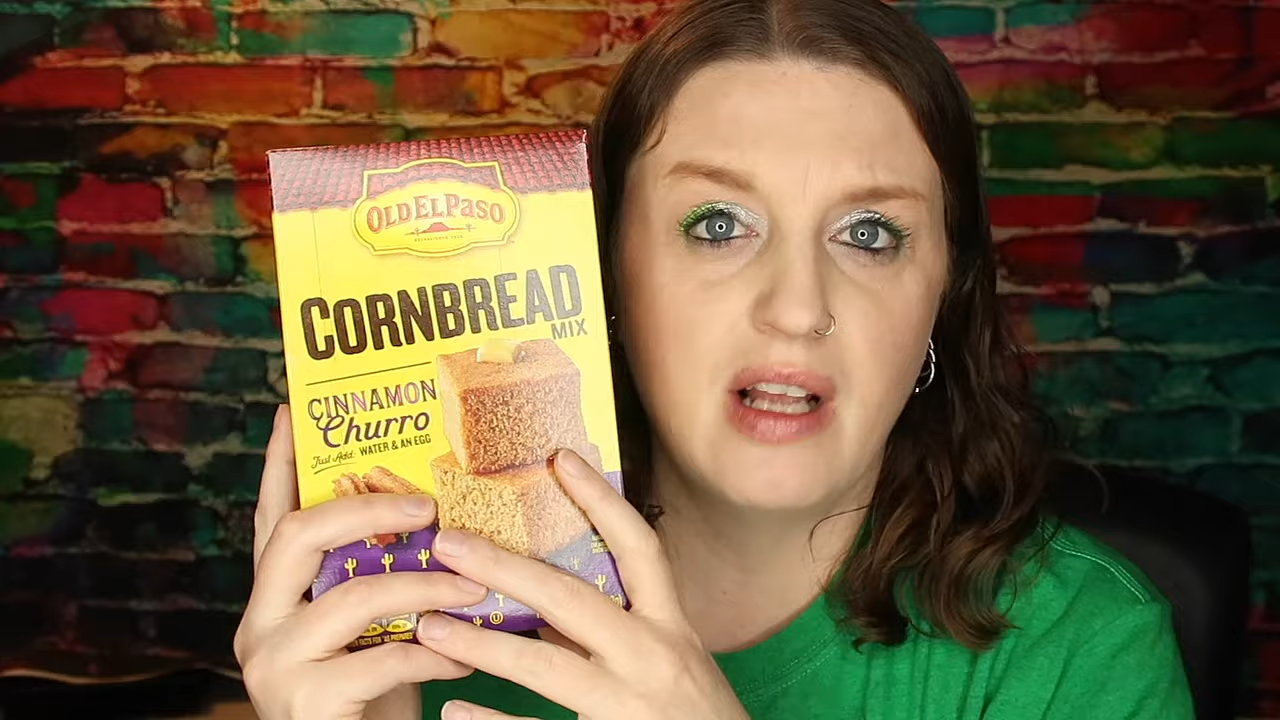 OLD EL PASO
CORNBREAD
MIX
CINNAMON
Churro
Just Add: WATER & AN EGG